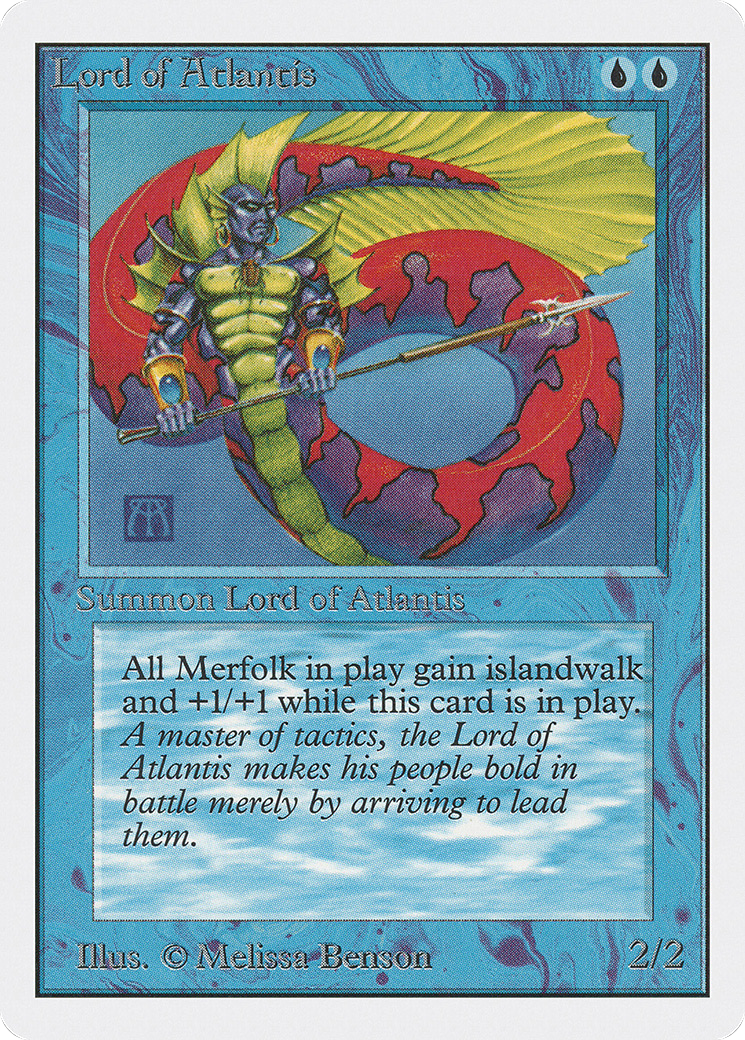 Lord of Atlantis
Summon Lord of Atlantis
All Merfolk in play gain islandwalk
and +1/+1 while this card is in play.
A master of tactics, the Lord of
Atlantis makes his people bold in
battle merely by arriving to lead
them.
Illus. © Melissa Benson 2/2